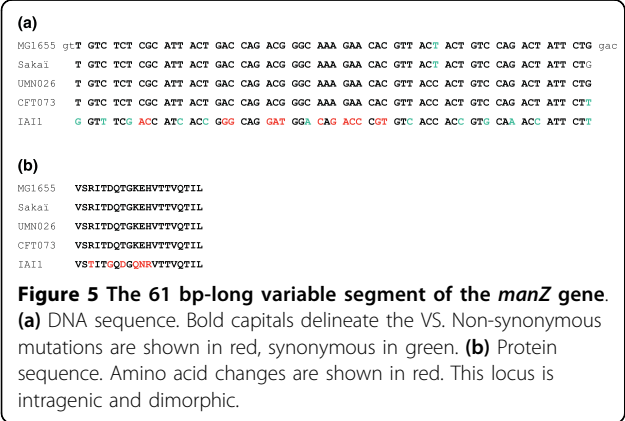 (a)
MG1655 gtT GTC TCT CGC ATT ACT GAC CAG ACG GGC AAA GAA CAC GTT ACT ACT GTC CAG ACT ATT CTG gac
Sakaï T GTC TCT CGC ATT ACT GAC CAG ACG GGC AAA GAA CAC GTT ACT ACT GTC CAG ACT ATT CTG
UMN026 T GTC TCT CGC ATT ACT GAC CAG ACG GGC AAA GAA CAC GTT ACC ACT GTC CAG ACT ATT CTG
CFT073 T GTC TCT CGC ATT ACT GAC CAG ACG GGC AAA GAA CAC GTT ACC ACT GTC CAG ACT ATT CTT
IAI1 G GTT TCG ACC ATC ACC GGG CAG GAT GGA CAG ACC CGT GTC ACC ACC GTG CAA ACC ATT CTT
(b)
MG1655 VSRITDQTGKEHVTTVQTIL
Sakaï VSRITDQTGKEHVTTVQTIL
UMN026 VSRITDQTGKEHVTTVQTIL
CFT073 VSRITDQTGKEHVTTVQTIL
IAI1 VSTITGQDGQNRVTTVQTIL
Figure 5 The 61 bp-long variable segment of the manZ gene.
(a) DNA sequence. Bold capitals delineate the VS. Non-synonymous
mutations are shown in red, synonymous in green. (b) Protein
sequence. Amino acid changes are shown in red. This locus is
intragenic and dimorphic.